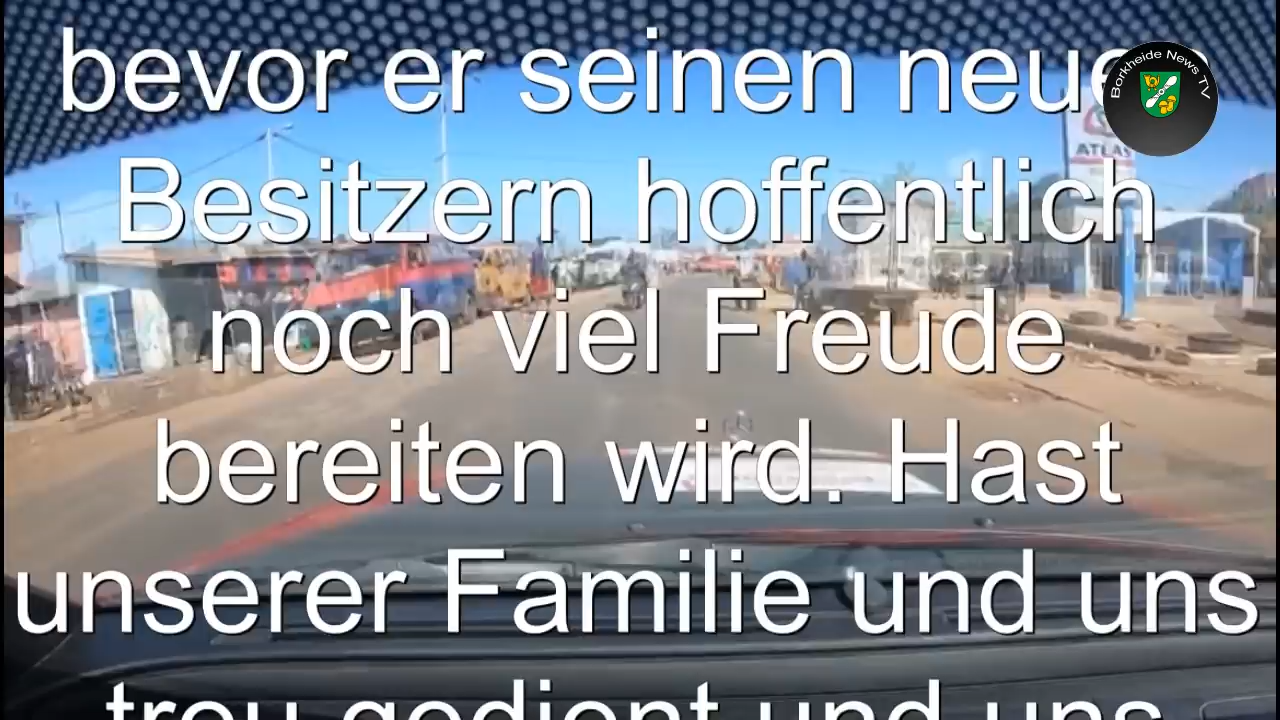 bevor er seinen neuen
Borkheide News TV
ATLAS
Besitzern hoffentlich
noch viel Freude
bereiten wird. Hast
unserer Familie und uns
treu gedient und uns